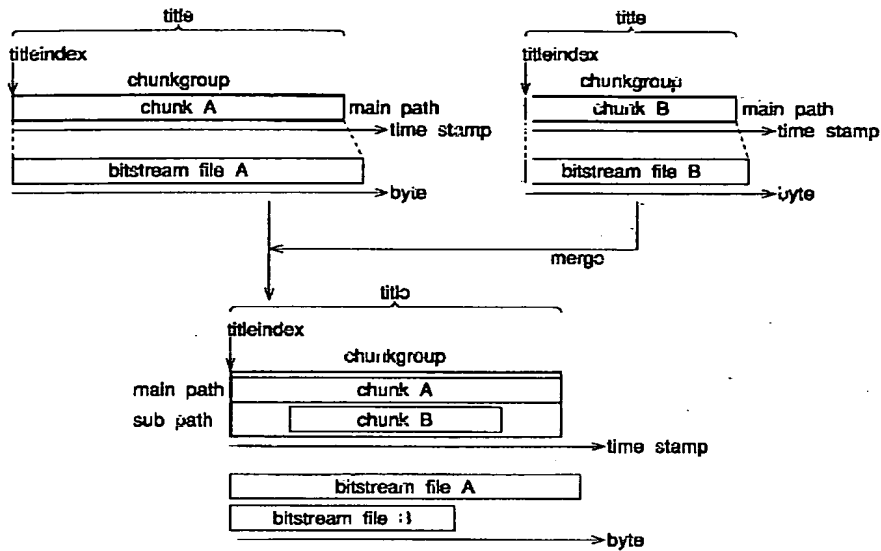 title
titleindex
chunkgroup
chunk A
main path
time stamp
bitstream file A
byte
title
titleindex
chunkgroup
chunk B
main path
time stamp
bitstream file B
byte
merge
title
titleindex
chunkgroup
main path
chunk A
sub path
chunk B
time stamp
bitstream file A
bitstream file B
byte